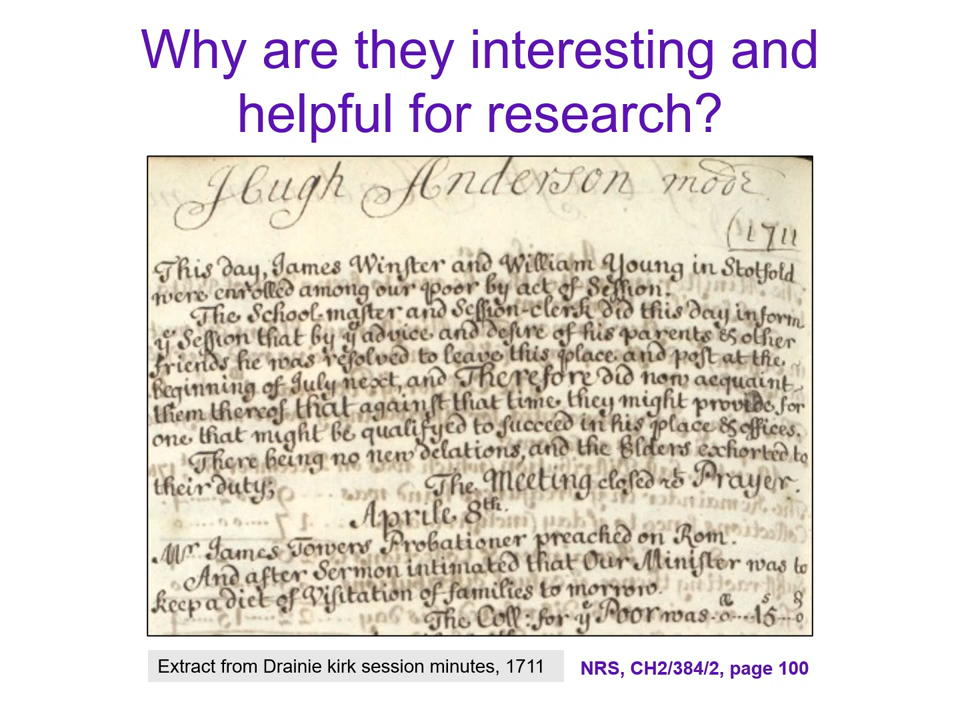 Why are they interesting and
helpful for research?
Hugh Anderson modr
(1711
This day, James Winster and William Young in Stotfold
were enrolled among our poor by act of Session.
The School-master and Session-clerk did this day inform
ye Session that by ye advice and desire of his parents & other
friends he was resolved to leave this place and post at the
beginning of July next, and Therefore did now acquaint
them thereof that against that time they might provide for
one that might be qualifyed to succeed in his place & offices.
There being no new delations, and the Elders exhorted to
their duty; The Meeting closed with Prayer.
Aprile 8th.
Mr James Towers Probationer preached on Rom:
And after Sermon intimated that Our Minister was to
keep a diet of Visitation of families to morrow.
The Coll: for ye Poor was 0 15 0
Extract from Drainie kirk session minutes, 1711
NRS, CH2/384/2, page 100